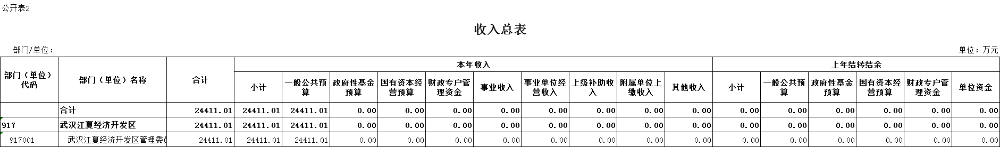 公开表2
收入总表
部门/单位： 单位：万元
部门（单位）代码 部门（单位）名称 合计 本年收入 上年结转结余
小计 一般公共预算 政府性基金预算 国有资本经营预算 财政专户管理资金 事业收入 事业单位经营收入 上级补助收入 附属单位上缴收入 其他收入 小计 一般公共预算 政府性基金预算 国有资本经营预算 财政专户管理资金 单位资金
合计 24411.01 24411.01 24411.01 0.00 0.00 0.00 0.00 0.00 0.00 0.00 0.00 0.00 0.00 0.00 0.00 0.00 0.00
917 武汉江夏经济开发区 24411.01 24411.01 24411.01 0.00 0.00 0.00 0.00 0.00 0.00 0.00 0.00 0.00 0.00 0.00 0.00 0.00 0.00
917001 武汉江夏经济开发区管理委员 24411.01 24411.01 24411.01 0.00 0.00 0.00 0.00 0.00 0.00 0.00 0.00 0.00 0.00 0.00 0.00 0.00 0.00